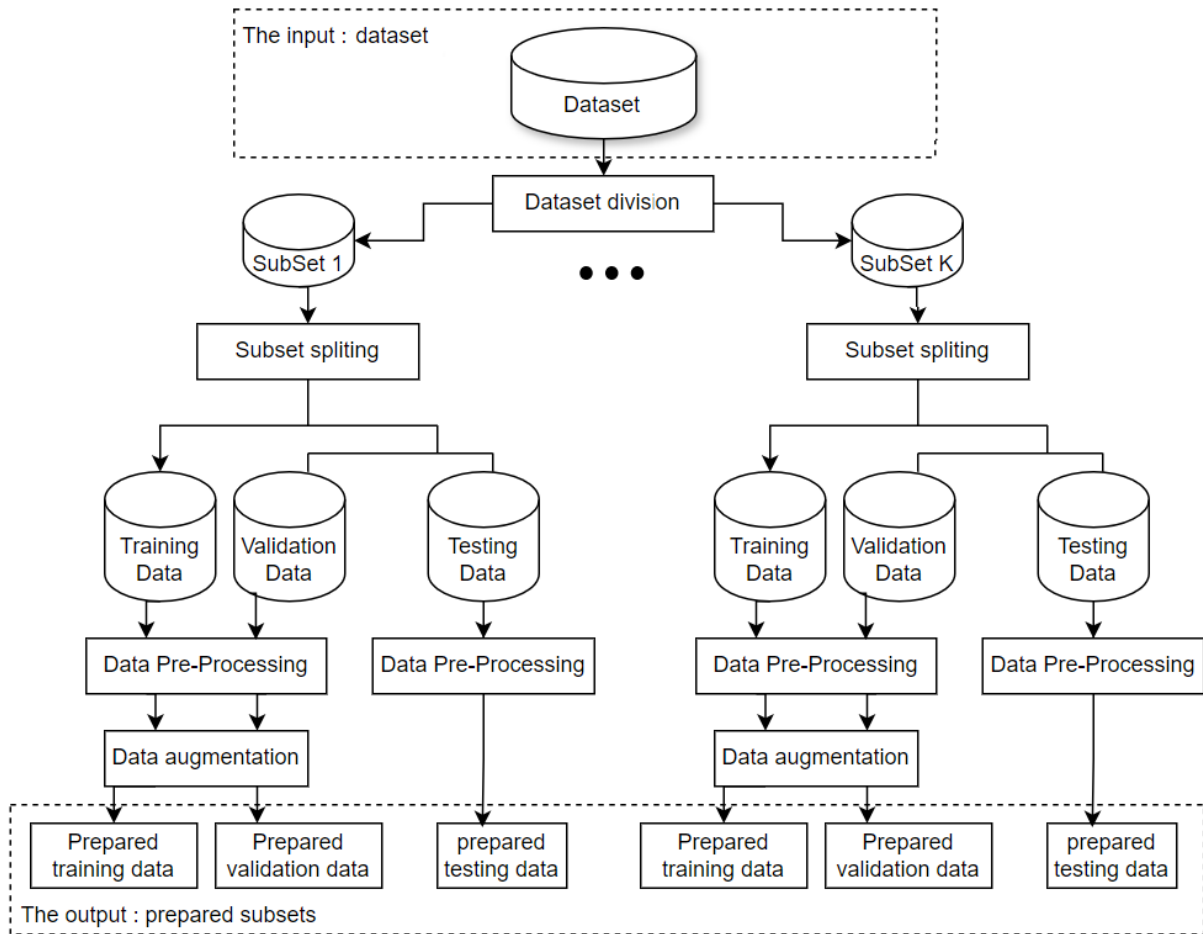 The input : dataset
Dataset
Dataset division
SubSet 1
SubSet K
Subset spliting
Subset spliting
Training
Data
Validation
Data
Testing
Data
Training
Data
Validation
Data
Testing
Data
Data Pre-Processing
Data Pre-Processing
Data Pre-Processing
Data Pre-Processing
Data augmentation
Data augmentation
Prepared
training data
Prepared
validation data
prepared
testing data
Prepared
training data
Prepared
validation data
prepared
testing data
The output : prepared subsets